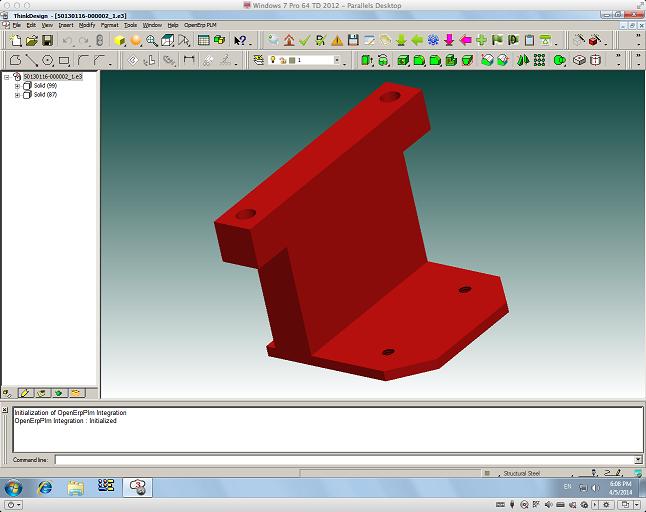 Windows 7 Pro 64 TD 2012 – Parallels Desktop
ThinkDesign - [S0130116-000002_1.e3]
File Edit View Insert Modify Format Tools Window Help OpenErp PLM
1
S0130116-000002_1.e3
Solid (99)
Solid (87)
Initialization of OpenErpPlm Integration
OpenErpPlm Integration : Initialized
Command line:
Structural Steel
EN
6:08 PM
4/5/2014